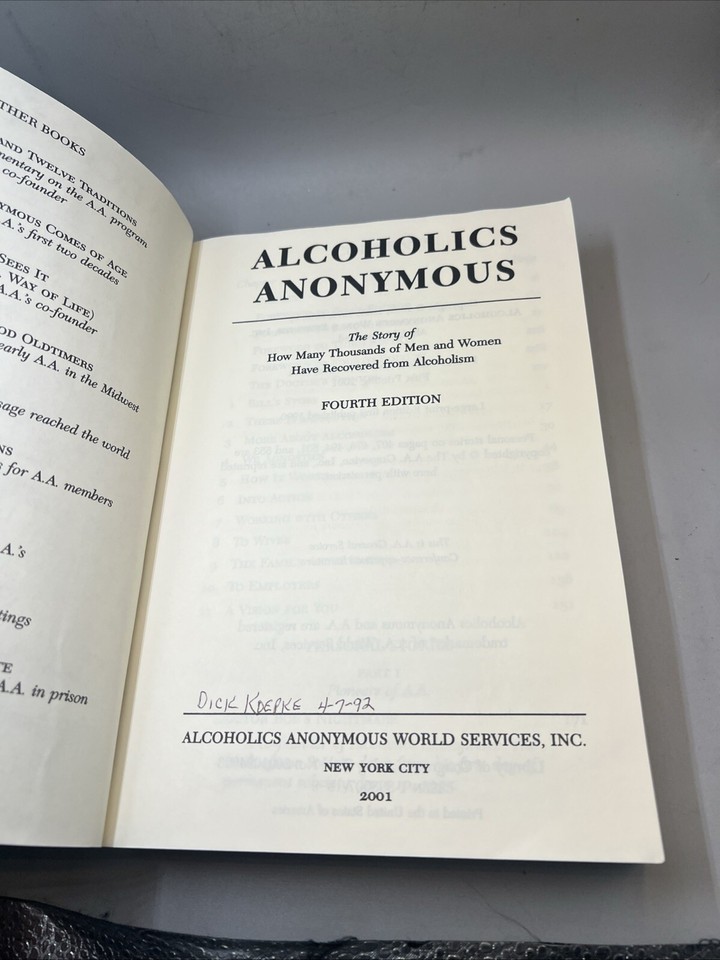 THER BOOKS
AND TWELVE TRADITIONS
mentary on the A.A. program
co-founder
YMOUS COMES OF AGE
A.A.'s first two decades
SEES IT
WAY OF LIFE)
A.A.'s co-founder
OD OLDTIMERS
early A.A. in the Midwest
sage reached the world
NS
s for A.A. members
A.'s
tings
TE
A.A. in prison
ALCOHOLICS
ANONYMOUS
The Story of
How Many Thousands of Men and Women
Have Recovered from Alcoholism
FOURTH EDITION
DICK KOEPKE 4-7-92
ALCOHOLICS ANONYMOUS WORLD SERVICES, INC.
NEW YORK CITY
2001